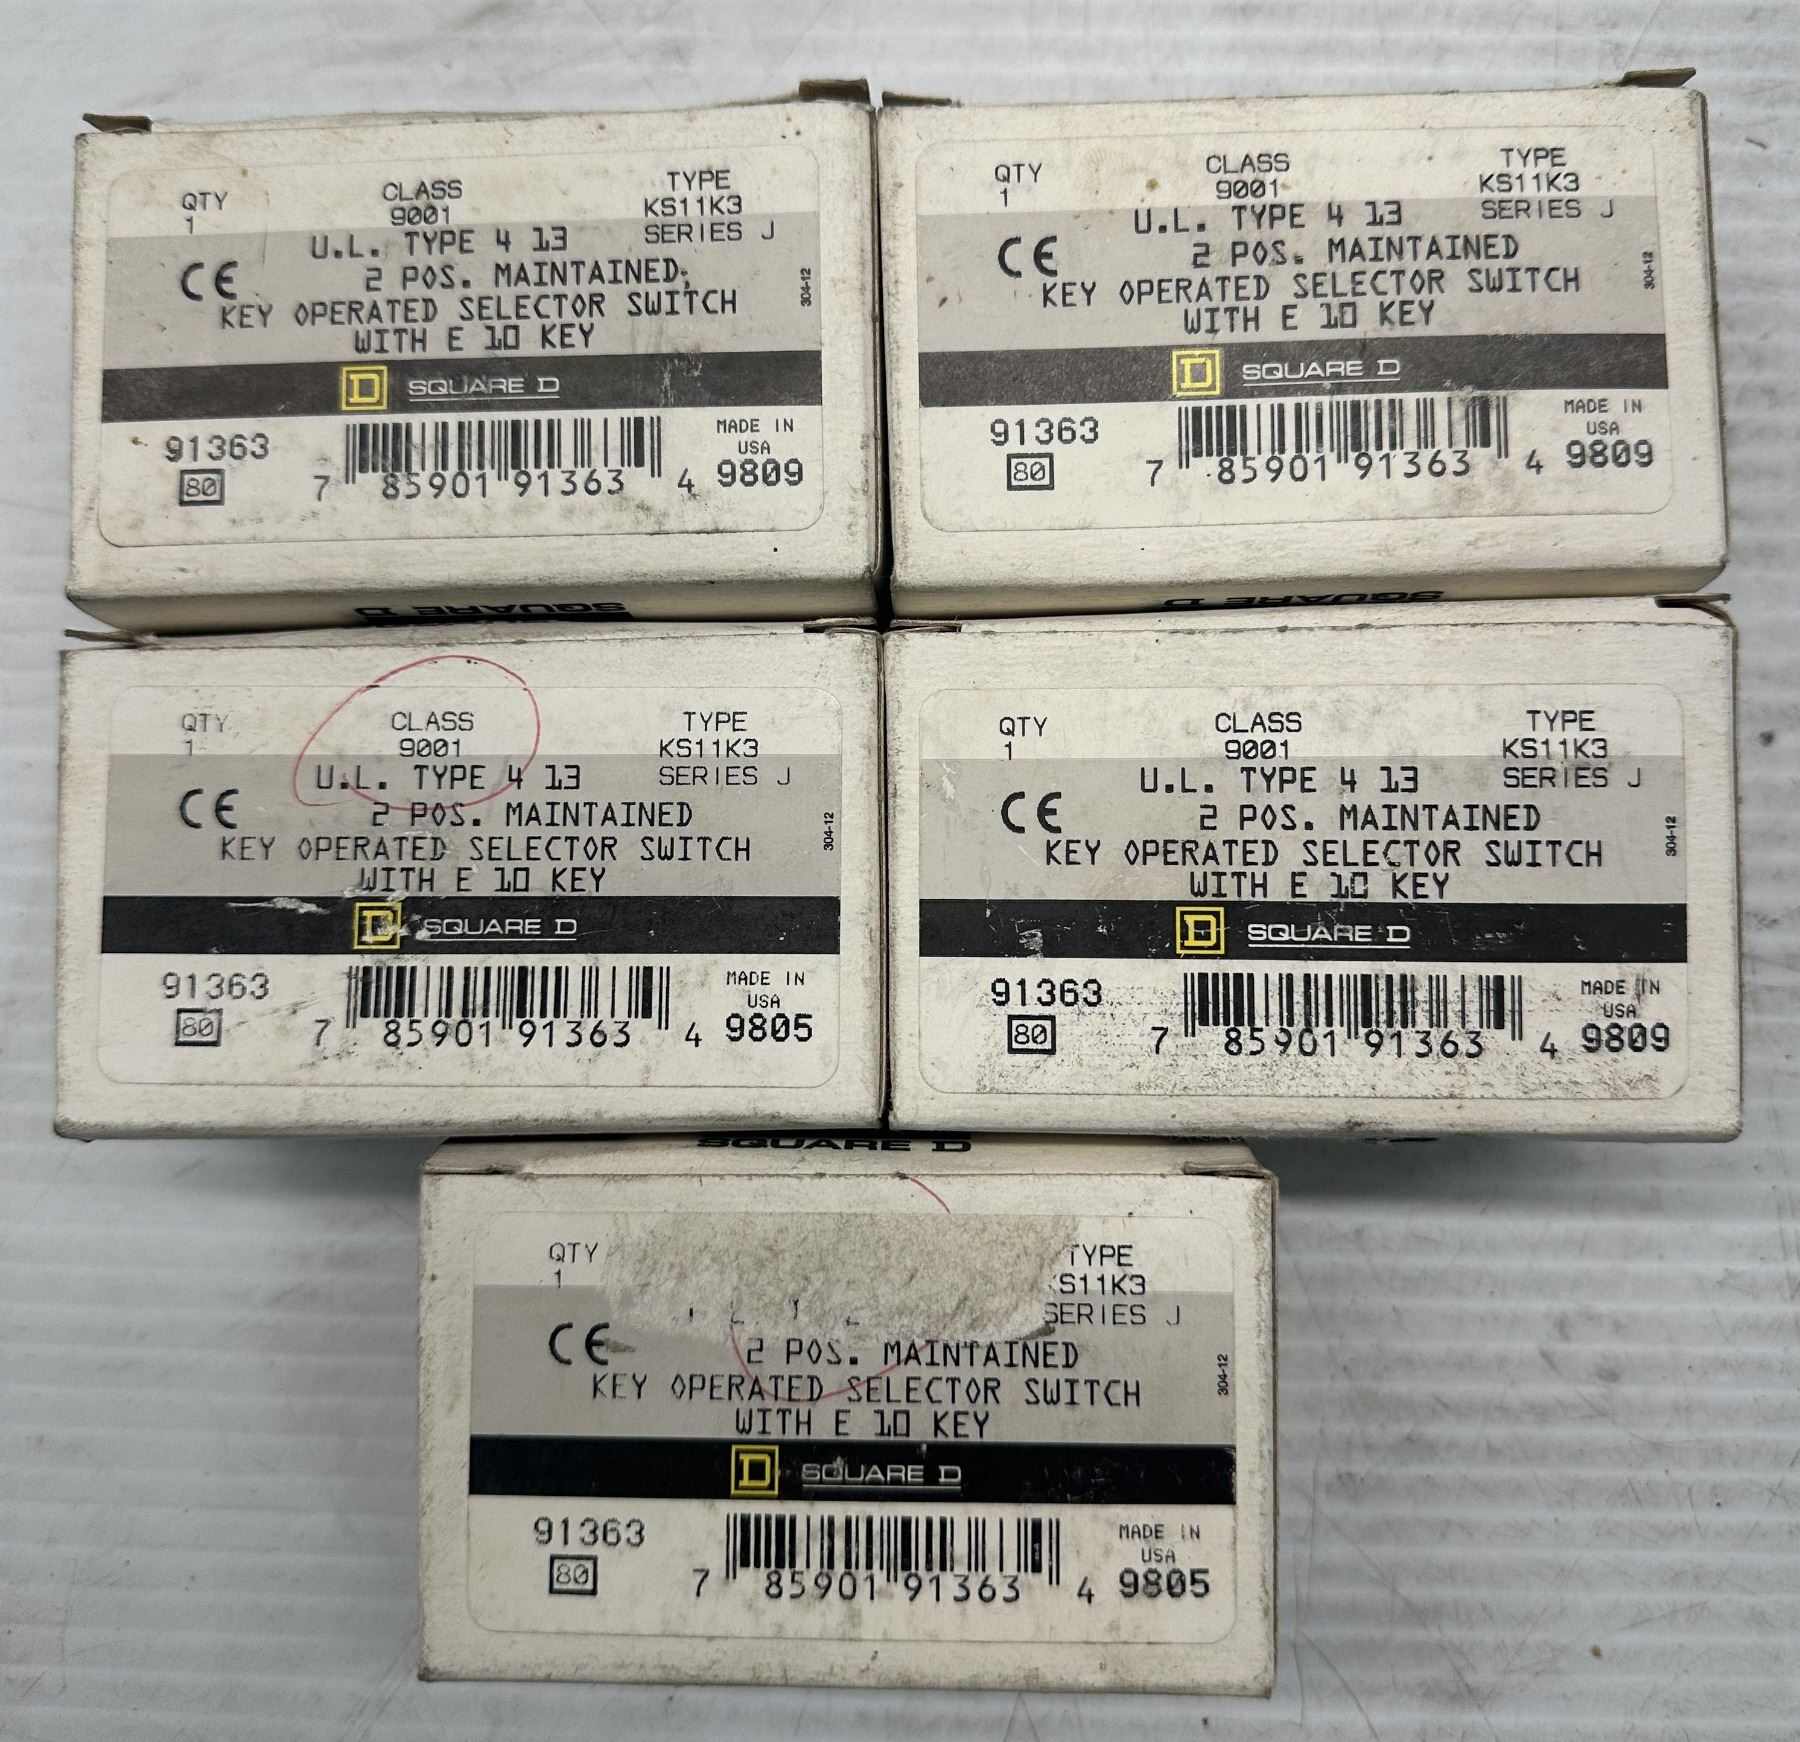 QTY CLASS TYPE
1 9001 KS11K3
U.L. TYPE 4 13 SERIES J
CE 2 POS. MAINTAINED
KEY OPERATED SELECTOR SWITCH
WITH E 10 KEY
304-12
D SQUARE D
91363 MADE IN
USA
80 7 85901 91363 4 9809
SQUARE D
QTY CLASS TYPE
1 9001 KS11K3
U.L. TYPE 4 13 SERIES J
CE 2 POS. MAINTAINED
KEY OPERATED SELECTOR SWITCH
WITH E 10 KEY
304-12
D SQUARE D
91363 MADE IN
USA
80 7 85901 91363 4 9809
SQUARE D
QTY CLASS TYPE
1 9001 KS11K3
U.L. TYPE 4 13 SERIES J
CE 2 POS. MAINTAINED
KEY OPERATED SELECTOR SWITCH
WITH E 10 KEY
304-12
D SQUARE D
91363 MADE IN
USA
80 7 85901 91363 4 9805
QTY CLASS TYPE
1 9001 KS11K3
U.L. TYPE 4 13 SERIES J
CE 2 POS. MAINTAINED
KEY OPERATED SELECTOR SWITCH
WITH E 10 KEY
304-12
D SQUARE D
91363 MADE IN
USA
80 7 85901 91363 4 9809
SQUARE D
QTY TYPE
1 S11K3
SERIES J
CE 2 POS. MAINTAINED
KEY OPERATED SELECTOR SWITCH
WITH E 10 KEY
304-12
D SQUARE D
91363 MADE IN
USA
80 7 85901 91363 4 9805